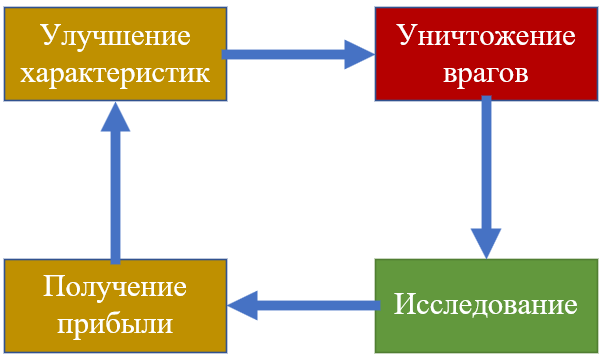 Улучшение
характеристик
Уничтожение
врагов
Получение
прибыли
Исследование